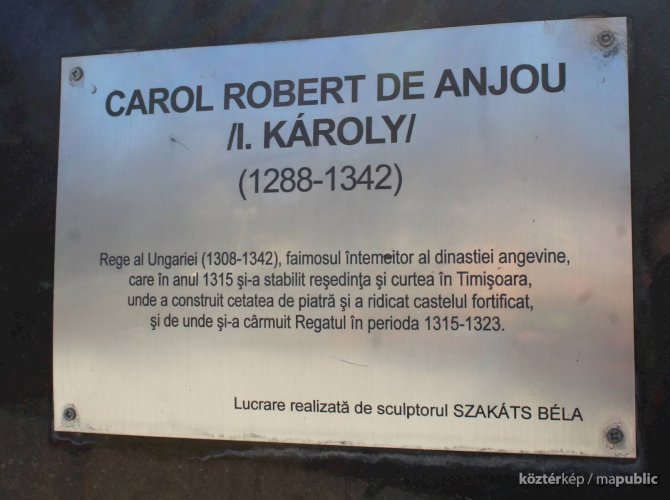 CAROL ROBERT DE ANJOU
/I. KÁROLY/
(1288-1342)
Rege al Ungariei (1308-1342), faimosul întemeitor al dinastiei angevine,
care în anul 1315 şi-a stabilit reşedinţa şi curtea în Timişoara,
unde a construit cetatea de piatră şi a ridicat castelul fortificat,
şi de unde şi-a cârmuit Regatul în perioda 1315-1323.
Lucrare realizată de sculptorul SZAKÁTS BÉLA
köztérkép / mapublic